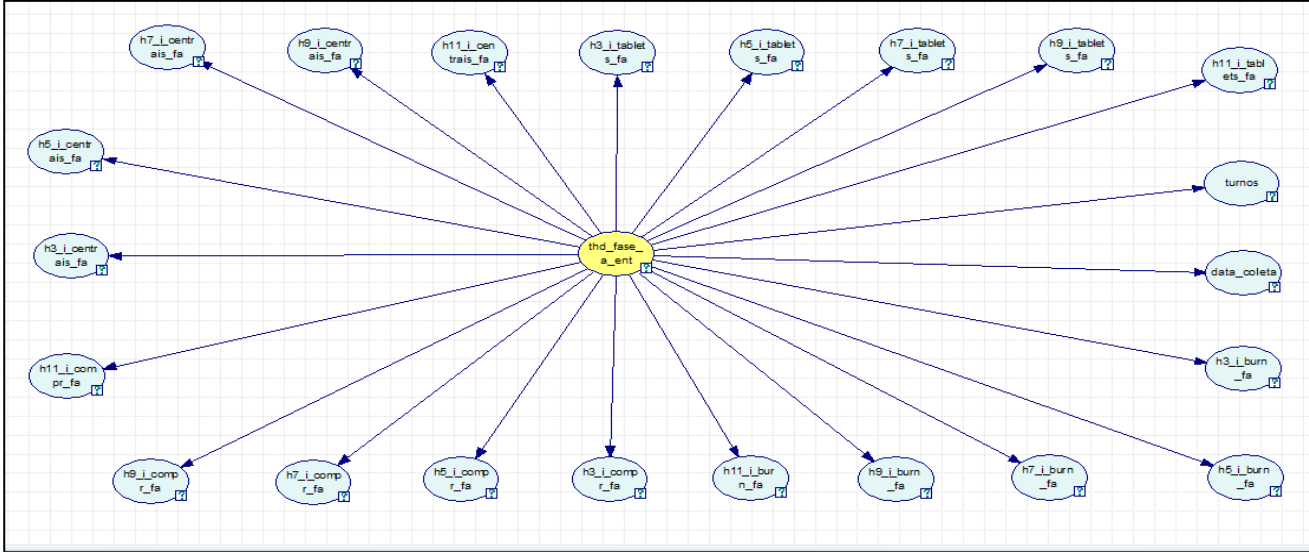 h7_i_centr
ais_fa
?
h9_i_centr
ais_fa
?
h11_i_cen
trais_fa
?
h3_i_tablet
s_fa
?
h5_i_tablet
s_fa
?
h7_i_tablet
s_fa
?
h9_i_tablet
s_fa
?
h11_i_tabl
ets_fa
?
h5_i_centr
ais_fa
?
turnos
?
h3_i_centr
ais_fa
?
thd_fase_
a_ent
?
data_coleta
?
h11_i_com
pr_fa
?
h3_i_burn
_fa
?
h9_i_comp
r_fa
?
h7_i_comp
r_fa
?
h5_i_comp
r_fa
?
h3_i_comp
r_fa
?
h11_i_bur
n_fa
?
h9_i_burn
_fa
?
h7_i_burn
_fa
?
h5_i_burn
_fa
?